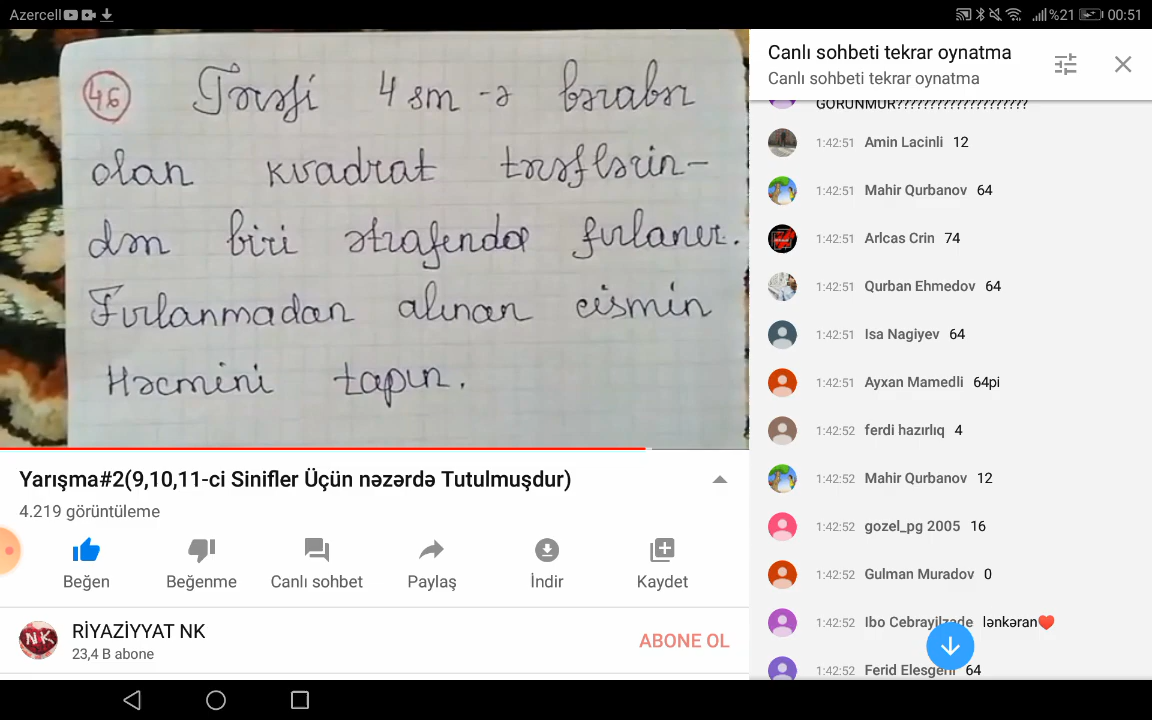 Azercell
%21 00:51
46 Tərəfi 4 sm -ə bərabər
olan kvadrat tərəflərin-
dən biri ətrafında fırlanır.
Fırlanmadan alınan cismin
Həcmini tapın.
Yarışma#2(9,10,11-ci Sinifler Üçün nəzərdə Tutulmuşdur)
4.219 görüntüleme
Beğen Beğenme Canlı sohbet Paylaş İndir Kaydet
NK
RİYAZİYYAT NK
23,4 B abone
ABONE OL
Canlı sohbeti tekrar oynatma
Canlı sohbeti tekrar oynatma
GÖRÜNMÜR????????????????????
1:42:51 Amin Lacinli 12
1:42:51 Mahir Qurbanov 64
1:42:51 Arlcas Crin 74
1:42:51 Qurban Ehmedov 64
1:42:51 Isa Nagiyev 64
1:42:51 Ayxan Mamedli 64pi
1:42:52 ferdi hazırlıq 4
1:42:52 Mahir Qurbanov 12
1:42:52 gozel_pg 2005 16
1:42:52 Gulman Muradov 0
1:42:52 Ibo Cebrayilzade lənkəran❤️
1:42:52 Ferid Elesgerli 64